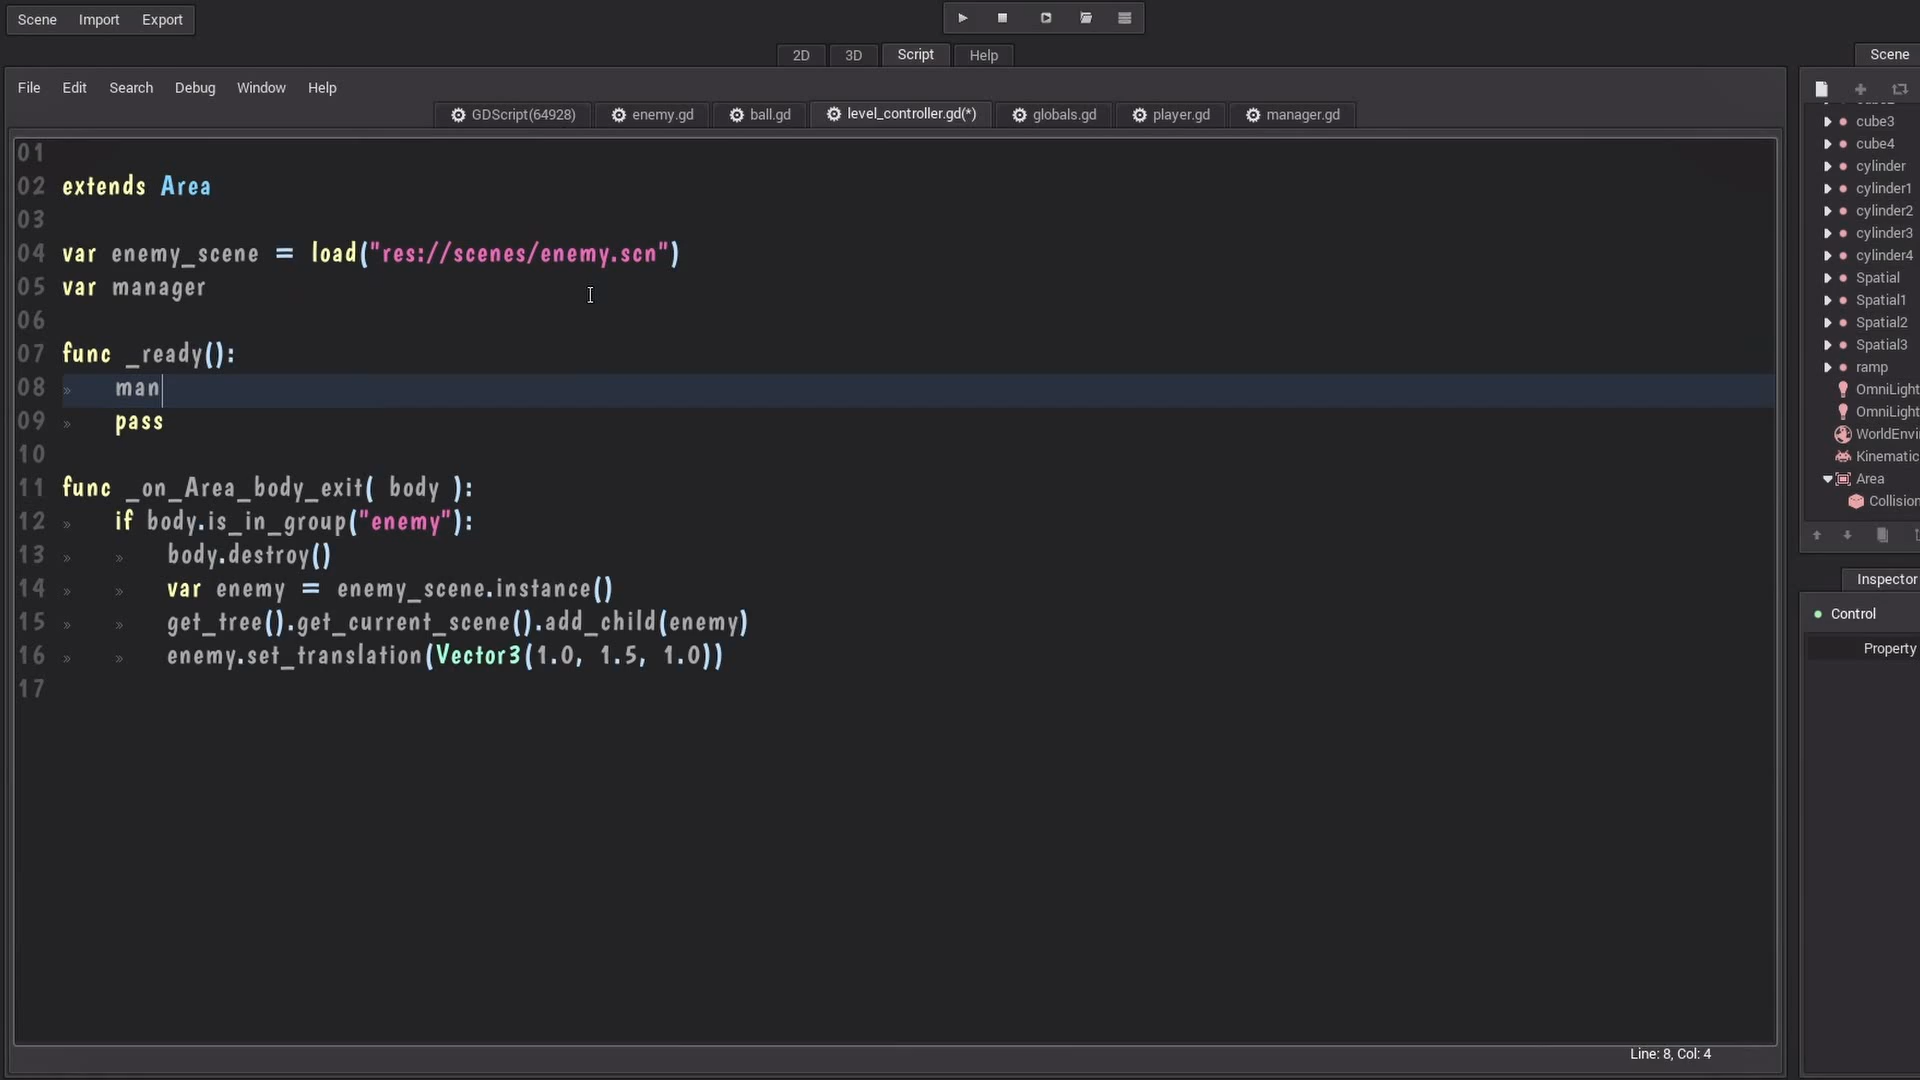 Scene Import Export
2D 3D Script Help
Scene
File Edit Search Debug Window Help
GDScript(64928) enemy.gd ball.gd level_controller.gd(*) globals.gd player.gd manager.gd
01
02 extends Area
03
04 var enemy_scene = load("res://scenes/enemy.scn")
05 var manager
06
07 func _ready():
08 » man
09 » pass
10
11 func _on_Area_body_exit( body ):
12 » if body.is_in_group("enemy"):
13 » » body.destroy()
14 » » var enemy = enemy_scene.instance()
15 » » get_tree().get_current_scene().add_child(enemy)
16 » » enemy.set_translation(Vector3(1.0, 1.5, 1.0))
17
Line: 8, Col: 4
cube3
cube4
cylinder
cylinder1
cylinder2
cylinder3
cylinder4
Spatial
Spatial1
Spatial2
Spatial3
ramp
OmniLight
OmniLight
WorldEnvi
Kinematic
Area
Collision
Inspector
Control
Property